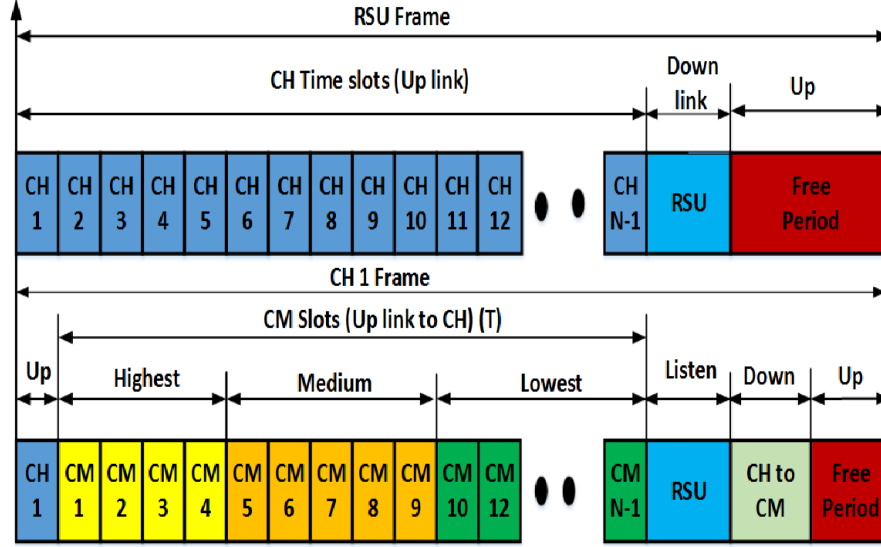 RSU Frame
CH Time slots (Up link)
Down
link
Up
CH
1
CH
2
CH
3
CH
4
CH
5
CH
6
CH
7
CH
8
CH
9
CH
10
CH
11
CH
12
CH
N-1
RSU
Free
Period
CH 1 Frame
CM Slots (Up link to CH) (T)
Up
Highest
Medium
Lowest
Listen
Down
Up
CH
1
CM
1
CM
2
CM
3
CM
4
CM
5
CM
6
CM
7
CM
8
CM
9
CM
10
CM
12
CM
N-1
RSU
CH to
CM
Free
Period